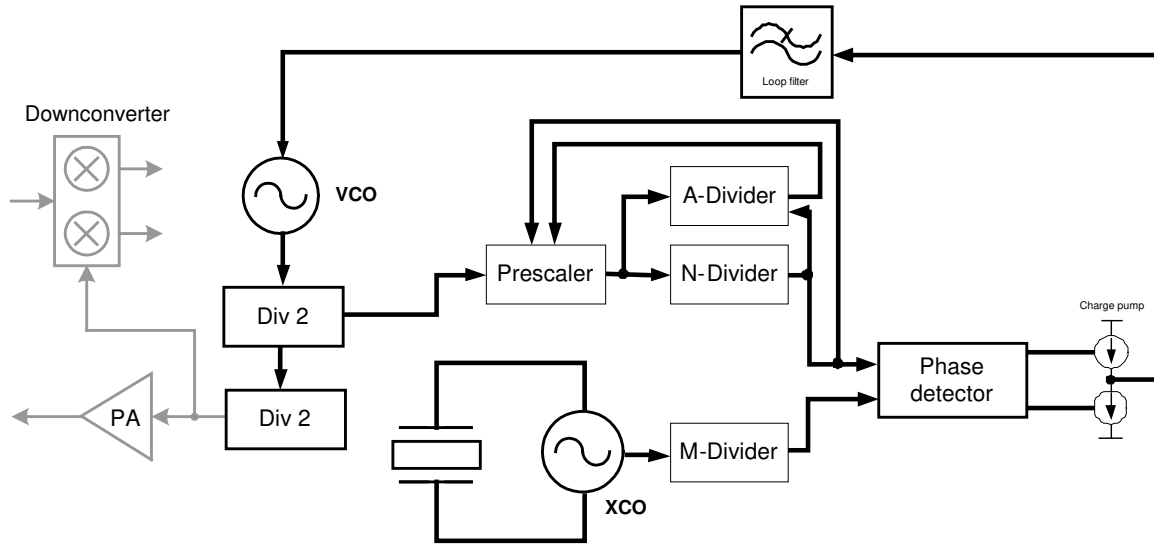 Loop filter
Downconverter
VCO
A-Divider
Prescaler
N-Divider
Div 2
Charge pump
Phase
detector
Div 2
PA
M-Divider
XCO